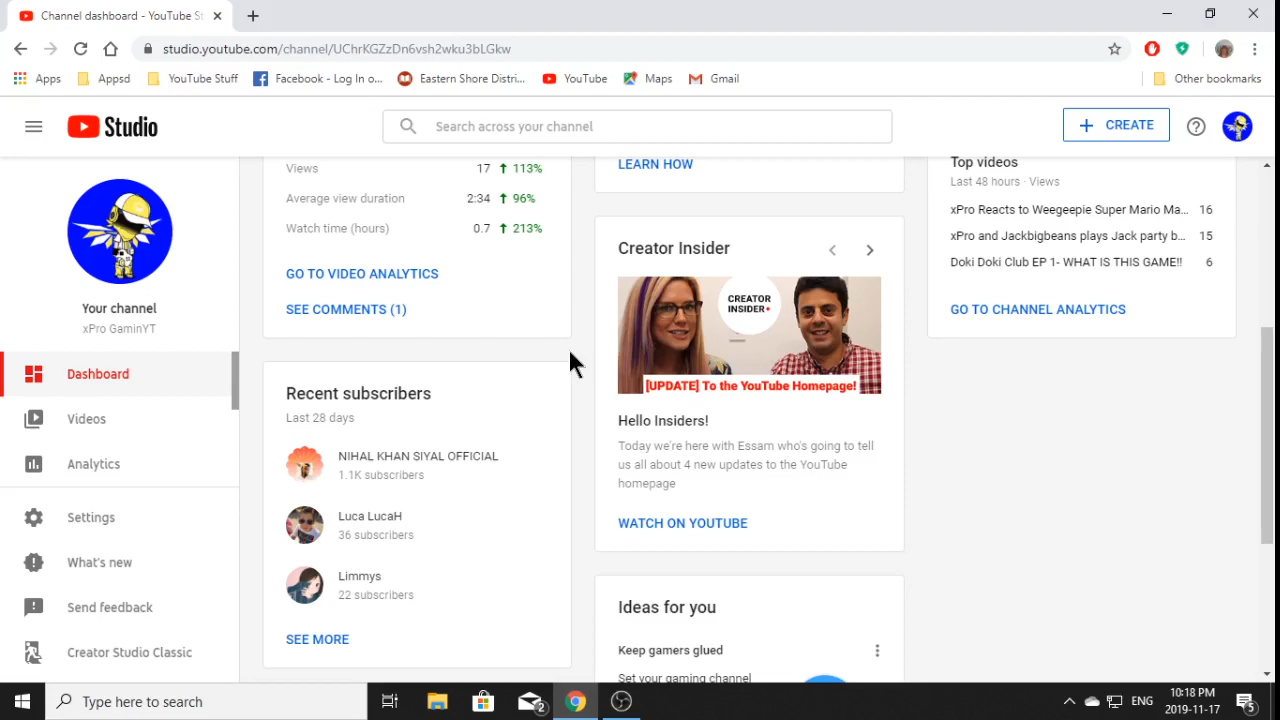 Channel dashboard - YouTube St
studio.youtube.com/channel/UChrKGZzDn6vsh2wku3bLGkw
Apps
Appsd
YouTube Stuff
Facebook - Log In o...
Eastern Shore Distri...
YouTube
Maps
Gmail
Other bookmarks
Studio
Search across your channel
CREATE
Your channel
xPro GaminYT
Dashboard
Videos
Analytics
Settings
What's new
Send feedback
Creator Studio Classic
Views 17 113%
Average view duration 2:34 96%
Watch time (hours) 0.7 213%
GO TO VIDEO ANALYTICS
SEE COMMENTS (1)
Recent subscribers
Last 28 days
NIHAL KHAN SIYAL OFFICIAL
1.1K subscribers
Luca LucaH
36 subscribers
Limmys
22 subscribers
SEE MORE
LEARN HOW
Creator Insider
CREATOR
INSIDER
[UPDATE] To the YouTube Homepage!
Hello Insiders!
Today we're here with Essam who's going to tell
us all about 4 new updates to the YouTube
homepage
WATCH ON YOUTUBE
Ideas for you
Keep gamers glued
Set your gaming channel
Top videos
Last 48 hours · Views
xPro Reacts to Weegeepie Super Mario Ma... 16
xPro and Jackbigbeans plays Jack party b... 15
Doki Doki Club EP 1- WHAT IS THIS GAME!! 6
GO TO CHANNEL ANALYTICS
Type here to search
2
ENG
10:18 PM
2019-11-17
5